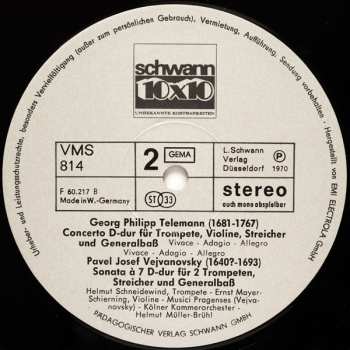 schwann
10x10
UNBEKANNTE KOSTBARKEITEN
VMS
814
2
GEMA
L. Schwann
Verlag
Düsseldorf
P
1970
F 60.217 B
Made in W.-Germany
ST 33
stereo
auch mono abspielbar
Georg Philipp Telemann (1681-1767)
Concerto D-dur für Trompete, Violine, Streicher
und Generalbaß Vivace - Adagio - Allegro
Vivace - Adagio - Allegro
Pavel Josef Vejvanovsky (1640?-1693)
Sonata à 7 D-dur für 2 Trompeten,
Streicher und Generalbaß
Helmut Schneidewind, Trompete - Ernst Mayer-
Schierning, Violine - Musici Pragenses (Vejva-
novsky) - Kölner Kammerorchester -
Helmut Müller-Brühl
PÄDAGOGISCHER VERLAG SCHWANN GMBH
Urheber- und Leistungsschutzrechte, besonders Vervielfältigung (außer zum persönlichen Gebrauch), Vermietung, Aufführung, Sendung vorbehalten · Hergestellt von EMI ELECTROLA GmbH